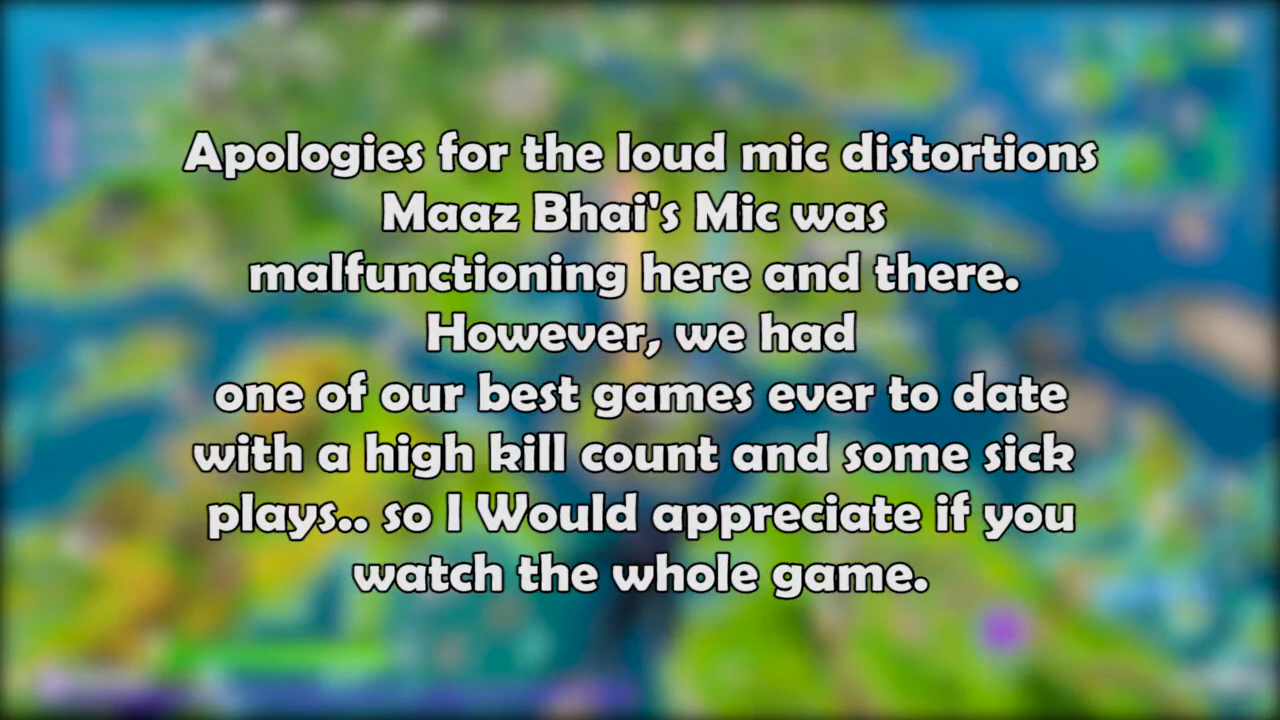 Apologies for the loud mic distortions
Maaz Bhai's Mic was
malfunctioning here and there.
However, we had
one of our best games ever to date
with a high kill count and some sick
plays.. so I Would appreciate if you
watch the whole game.